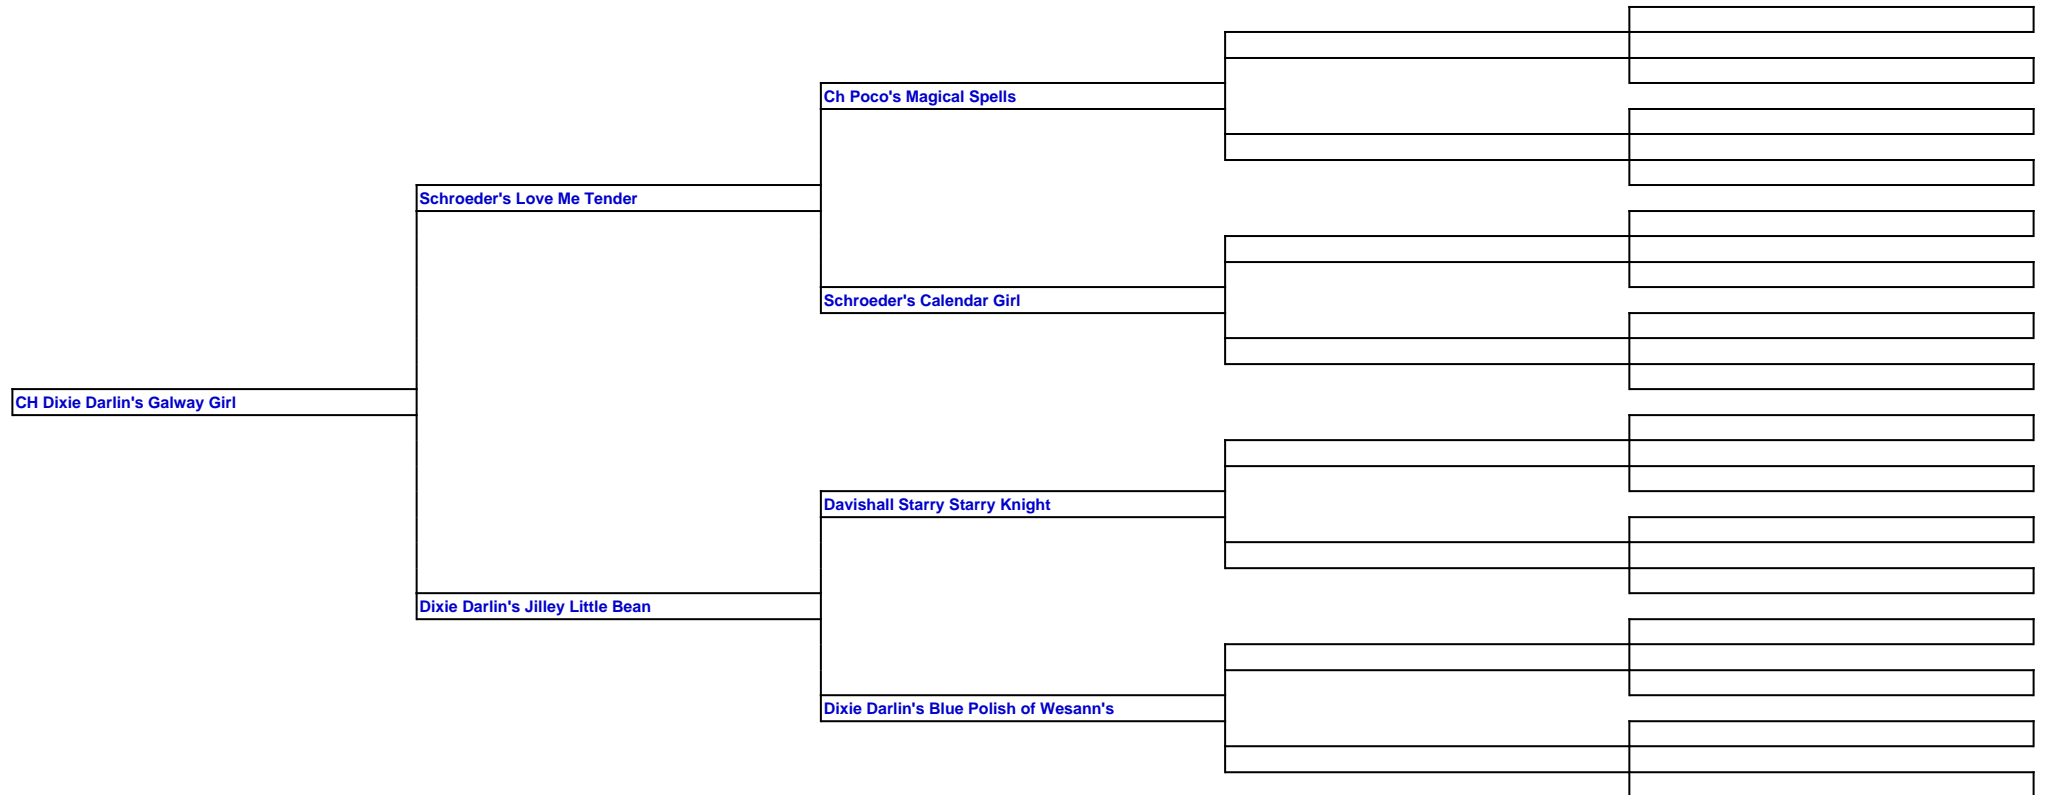 Ch Poco's Magical Spells
Schroeder's Love Me Tender
Schroeder's Calendar Girl
CH Dixie Darlin's Galway Girl
Davishall Starry Starry Knight
Dixie Darlin's Jilley Little Bean
Dixie Darlin's Blue Polish of Wesann's